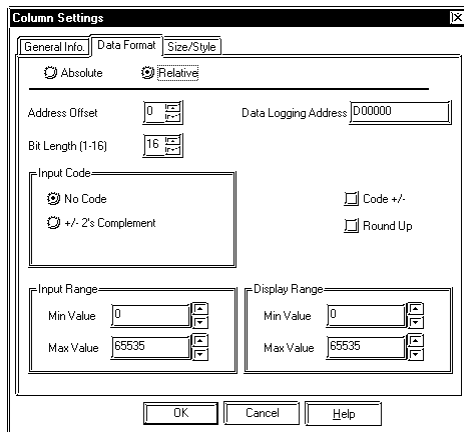 Column Settings
General Info. Data Format Size/Style
Absolute Relative
Address Offset 0 Data Logging Address D00000
Bit Length (1-16) 16
Input Code
No Code Code +/-
+/- 2's Complement Round Up
Input Range Display Range
Min Value 0 Min Value 0
Max Value 65535 Max Value 65535
OK Cancel Help